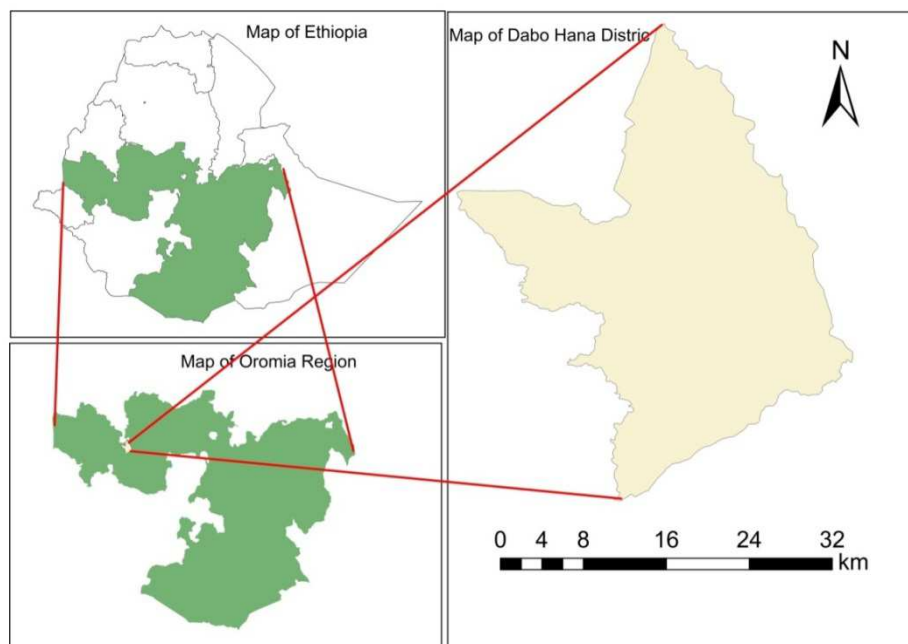 Map of Ethiopia
Map of Dabo Hana Distric
N
Map of Oromia Region
0 4 8 16 24 32
km